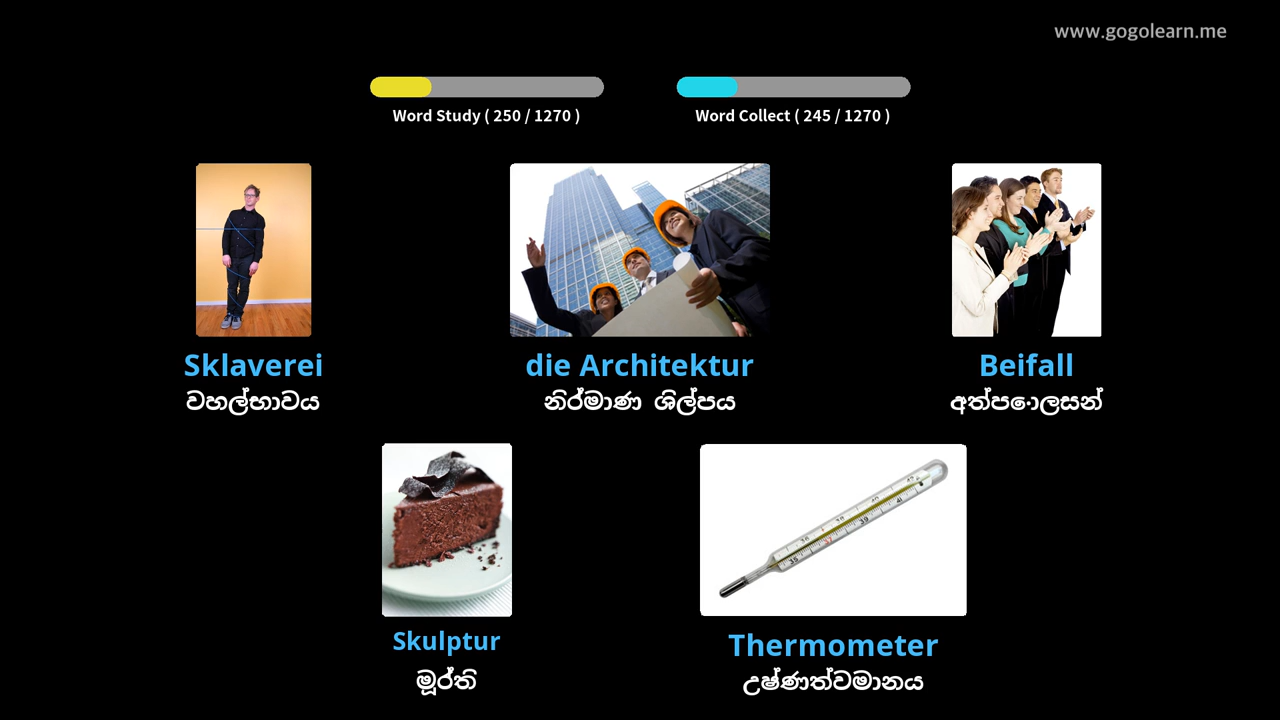 www.gogolearn.me
Word Study ( 250 / 1270 )
Word Collect ( 245 / 1270 )
Sklaverei
වහල්භාවය
die Architektur
නිර්මාණ ශිල්පය
Beifall
අත්පොලසන්
Skulptur
මූර්ති
Thermometer
උෂ්ණත්වමානය